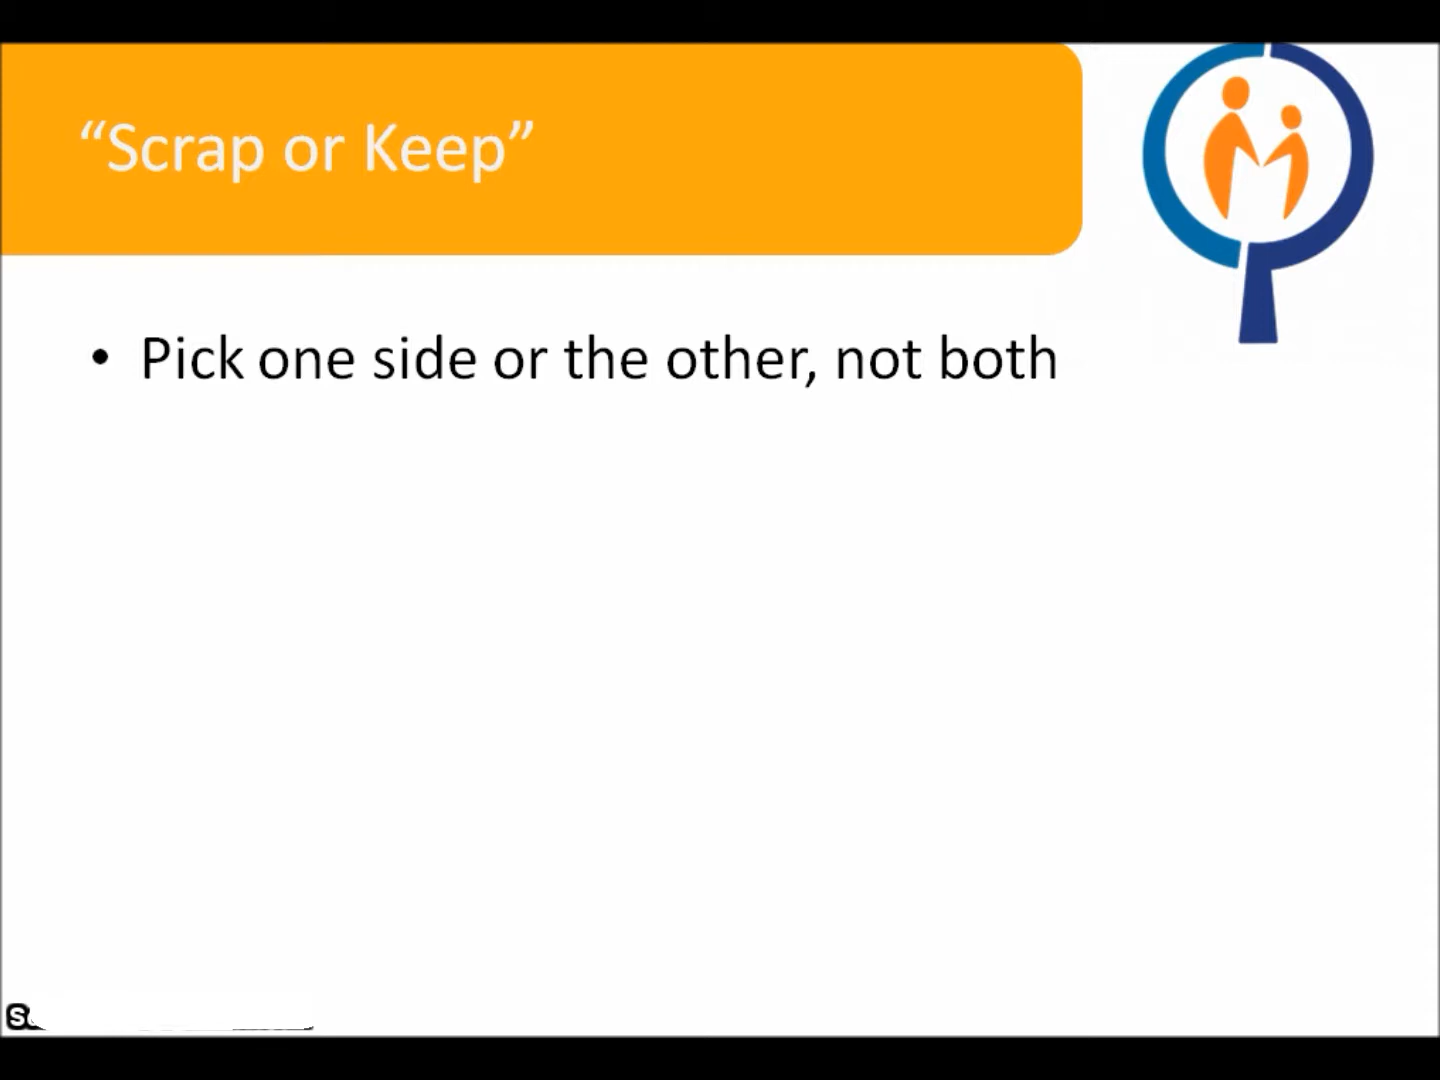 “Scrap or Keep”
• Pick one side or the other, not both